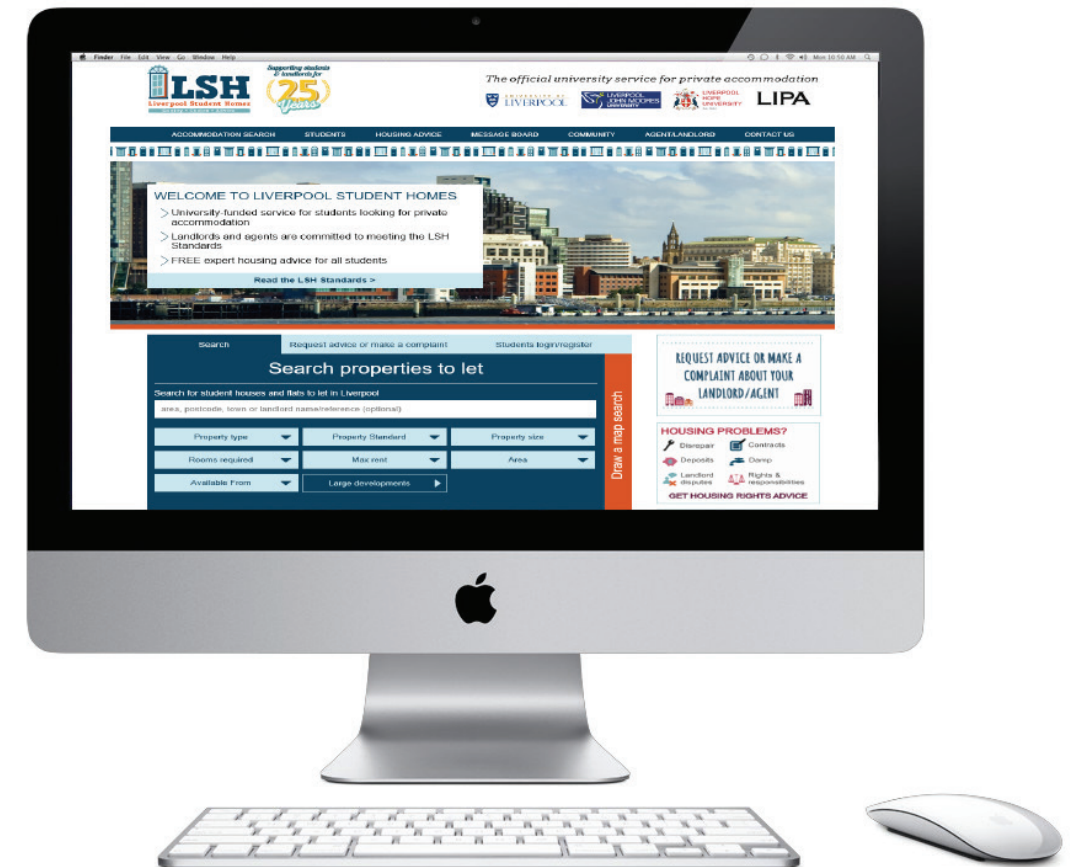 Finder File Edit View Go Window Help
Mon 10:50 AM
LSH
Liverpool Student Homes
Supporting students
& landlords for
25
Years
The official university service for private accommodation
UNIVERSITY OF
LIVERPOOL
LIVERPOOL
JOHN MOORES
UNIVERSITY
LIVERPOOL
HOPE
UNIVERSITY
LIPA
ACCOMMODATION SEARCH STUDENTS HOUSING ADVICE MESSAGE BOARD COMMUNITY AGENT/LANDLORD CONTACT US
WELCOME TO LIVERPOOL STUDENT HOMES
University-funded service for students looking for private
accommodation
Landlords and agents are committed to meeting the LSH
Standards
FREE expert housing advice for all students
Read the LSH Standards >
Search Request advice or make a complaint Students login/register
Search properties to let
Search for student houses and flats to let in Liverpool
area, postcode, town or landlord name/reference (optional)
Property type Property Standard Property size
Rooms required Max rent Area
Available From Large developments
Draw a map search
REQUEST ADVICE OR MAKE A
COMPLAINT ABOUT YOUR
LANDLORD/AGENT
HOUSING PROBLEMS?
Disrepair Contracts
Deposits Damp
Landlord
disputes
Rights &
responsibilities
GET HOUSING RIGHTS ADVICE